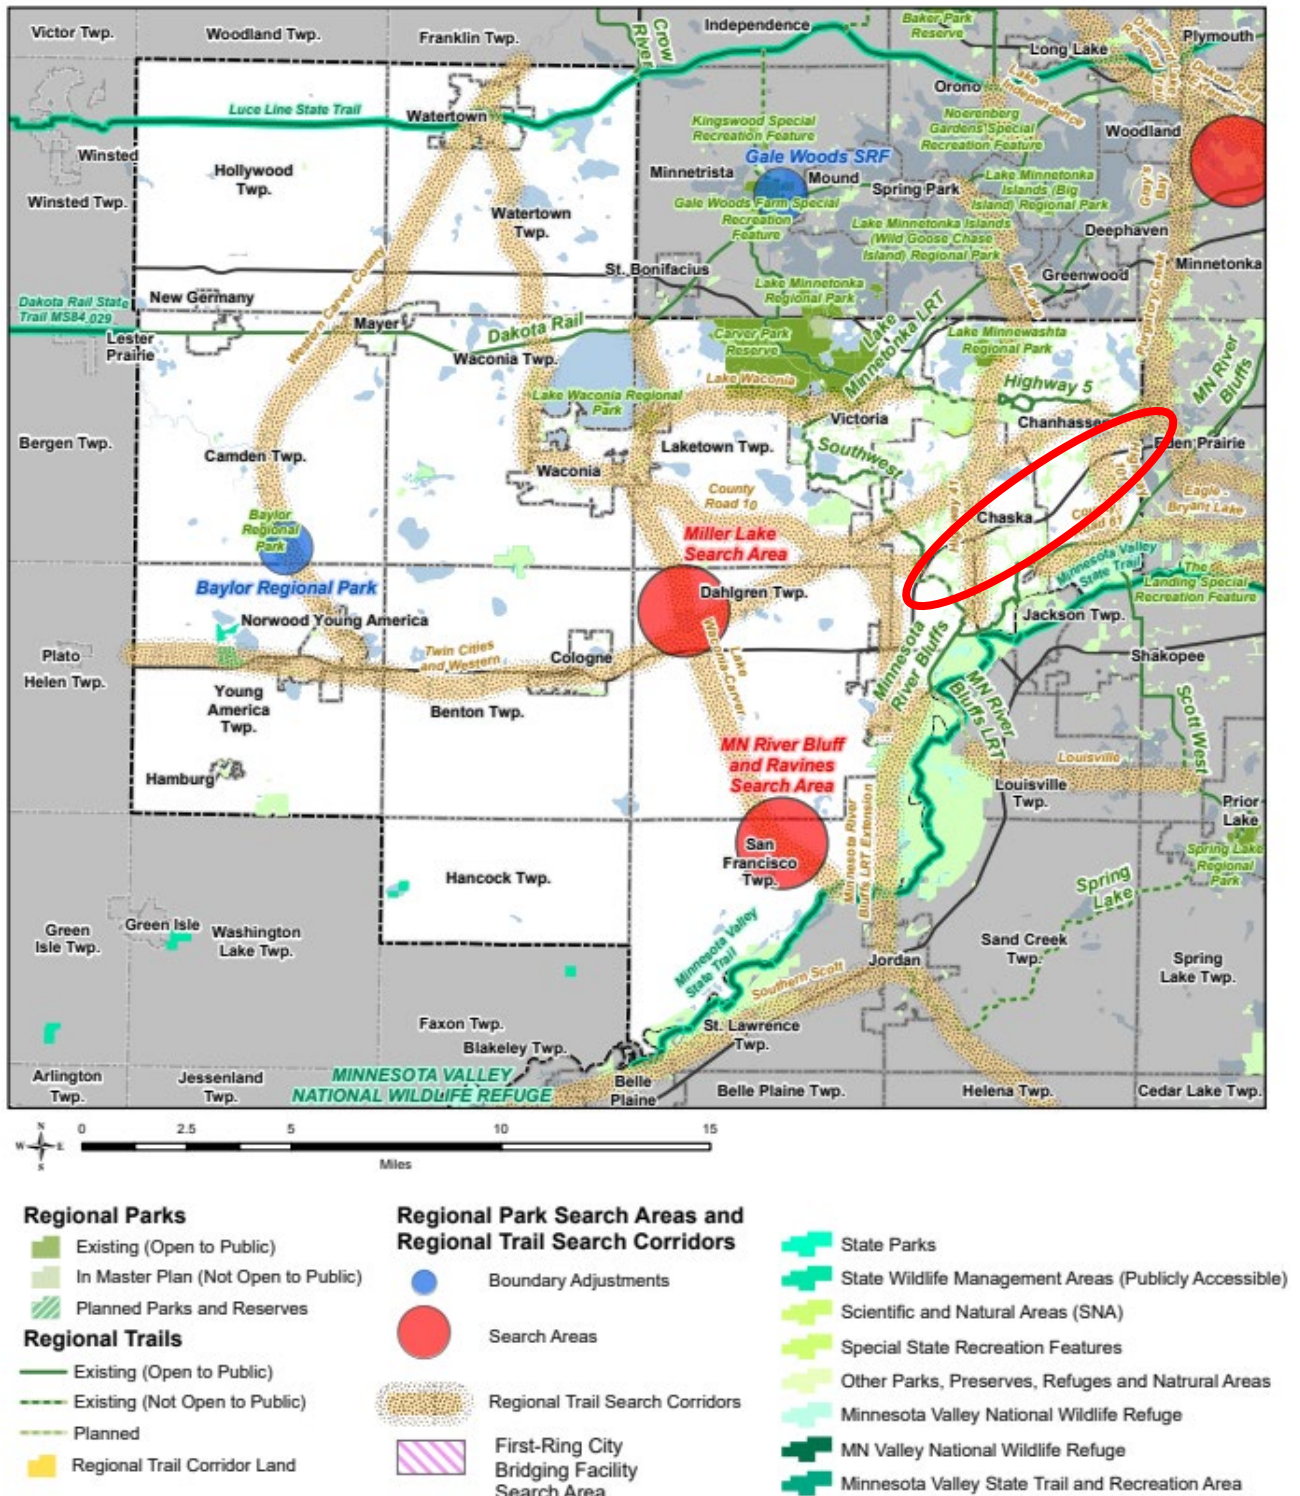 Victor Twp.
Woodland Twp.
Franklin Twp.
Crow
River
Independence
Baker Park
Reserve
Long Lake
Plymouth
Luce Line State Trail
Watertown
Orono
Lake
Independence
Winsted
Hollywood
Twp.
Winsted Twp.
Kingswood Special
Recreation Feature
Noerenberg
Gardens Special
Recreation Feature
Woodland
Gale Woods SRF
Minnetrista
Mound
Spring Park
Lake Minnetonka
Islands (Big
Island) Regional Park
Gray's
Bay
Gale Woods Farm Special
Recreation
Feature
Watertown
Twp.
Lake Minnetonka Islands
(Wild Goose Chase
Island) Regional Park
Deephaven
St. Bonifacius
Greenwood
Minnetonka
Lake Minnetonka
Regional Park
Mid-Lake
Western Carver County
Dakota Rail State
Trail MS84.029
New Germany
Mayer
Lester
Prairie
Dakota Rail
Waconia Twp.
Carver Park
Reserve
Lake
Minnetonka LRT
Lake Minnewashta
Regional Park
MN River
Bluffs
Lake Waconia
Lake Waconia Regional
Park
Highway 5
Victoria
Chanhassen
Bergen Twp.
Camden Twp.
Laketown Twp.
Southwest
Eden Prairie
Waconia
County
Road 10
Highway 41
Chaska
Eagle -
Bryant Lake
Baylor
Regional
Park
Miller Lake
Search Area
Minnesota Valley
State Trail
Baylor Regional Park
Dahlgren Twp.
The
Landing Special
Recreation Feature
Norwood Young America
Jackson Twp.
Plato
Helen Twp.
Twin Cities
and Western
Cologne
Lake
Waconia-Carver
Minnesota
River Bluffs
Shakopee
Young
America
Twp.
Benton Twp.
MN River
Bluffs LRT
Scott West
MN River Bluff
and Ravines
Search Area
Hamburg
Louisville
Louisville
Twp.
Minnesota River
Bluffs LRT Extension
Prior
Lake
San
Francisco
Twp.
Hancock Twp.
Spring
Lake
Spring Lake
Regional
Park
Green
Isle Twp.
Green Isle
Washington
Lake Twp.
Minnesota Valley
State Trail
Southern Scott
Jordan
Sand Creek
Twp.
Spring
Lake Twp.
Faxon Twp.
Blakeley Twp.
St. Lawrence
Twp.
Arlington
Twp.
Jessenland
Twp.
MINNESOTA VALLEY
NATIONAL WILDLIFE REFUGE
Belle
Plaine
Belle Plaine Twp.
Helena Twp.
Cedar Lake Twp.
N
W E
S
0 2.5 5 10 15
Miles
Regional Parks
Existing (Open to Public)
In Master Plan (Not Open to Public)
Planned Parks and Reserves
Regional Trails
Existing (Open to Public)
Existing (Not Open to Public)
Planned
Regional Trail Corridor Land
Regional Park Search Areas and
Regional Trail Search Corridors
Boundary Adjustments
Search Areas
Regional Trail Search Corridors
First-Ring City
Bridging Facility
Search Area
State Parks
State Wildlife Management Areas (Publicly Accessible)
Scientific and Natural Areas (SNA)
Special State Recreation Features
Other Parks, Preserves, Refuges and Natrural Areas
Minnesota Valley National Wildlife Refuge
MN Valley National Wildlife Refuge
Minnesota Valley State Trail and Recreation Area